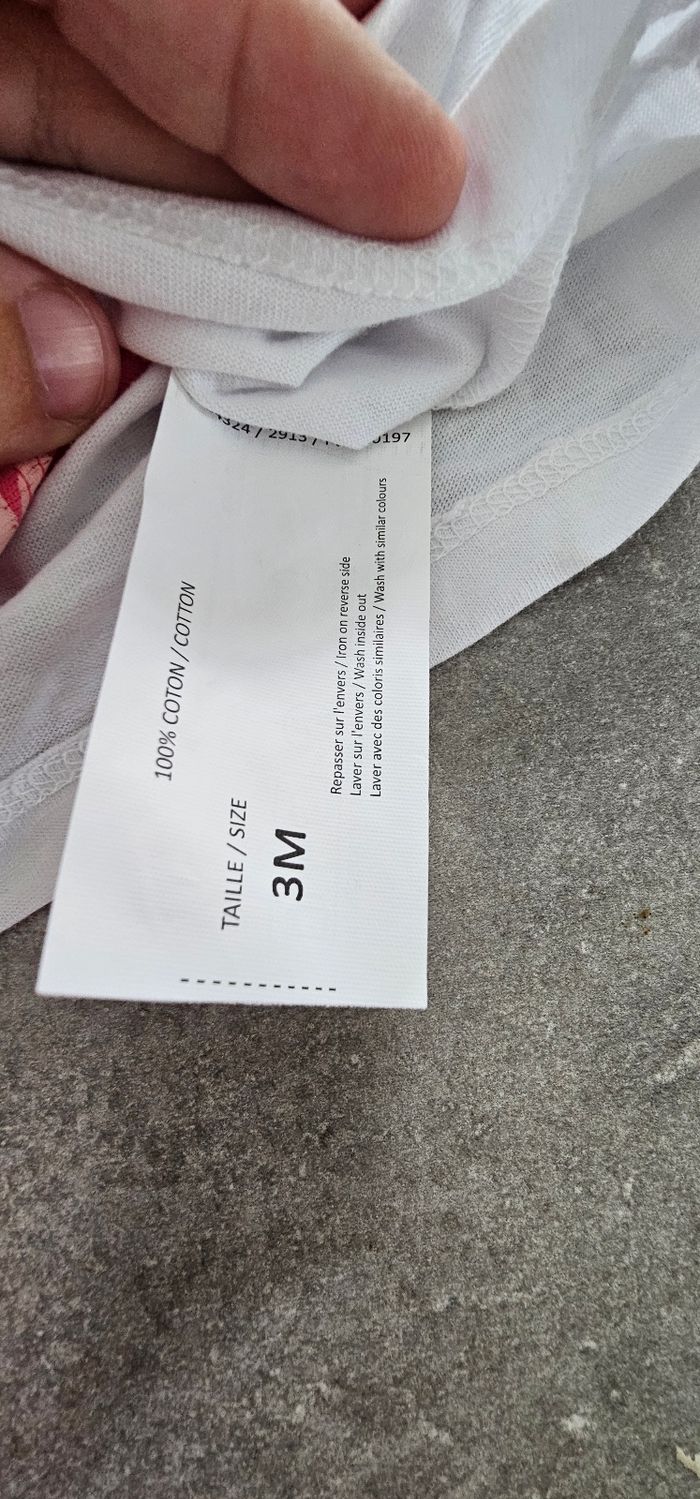 2913 /
0197
100% COTON / COTTON
TAILLE / SIZE
3M
Repasser sur l'envers / Iron on reverse side
Laver sur l'envers / Wash inside out
Laver avec des coloris similaires / Wash with similar colours